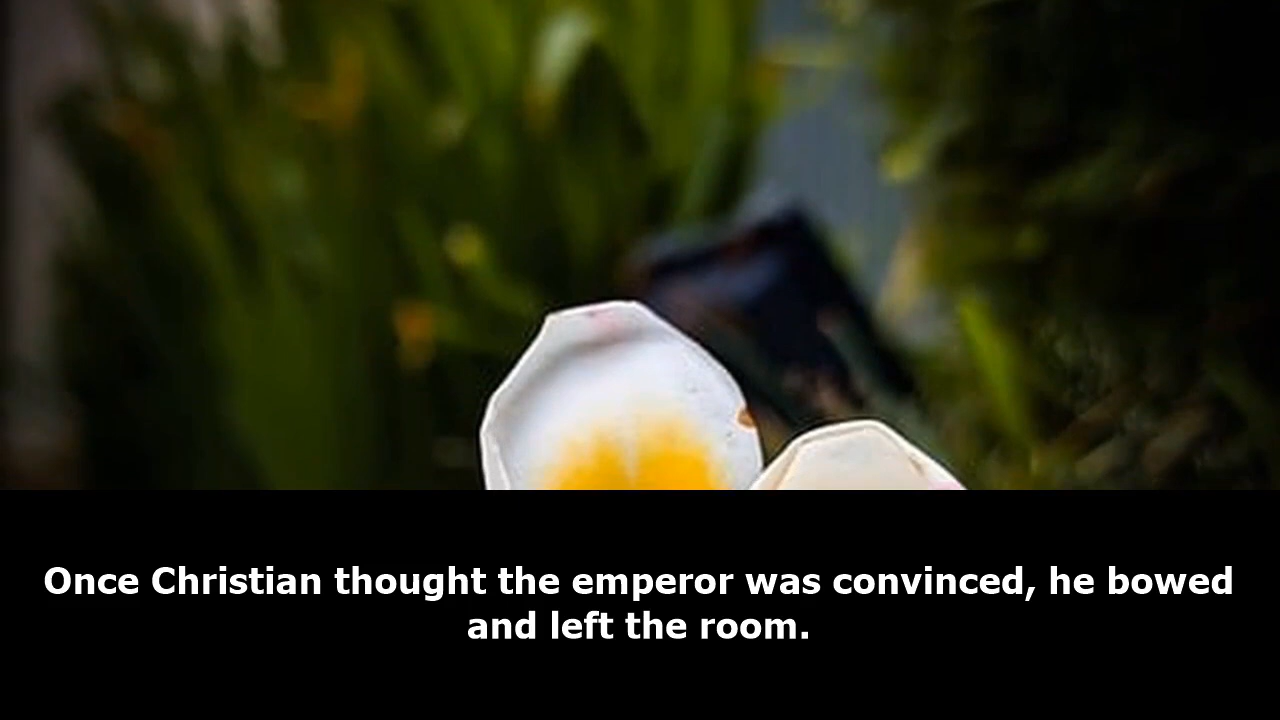 Once Christian thought the emperor was convinced, he bowed
and left the room.